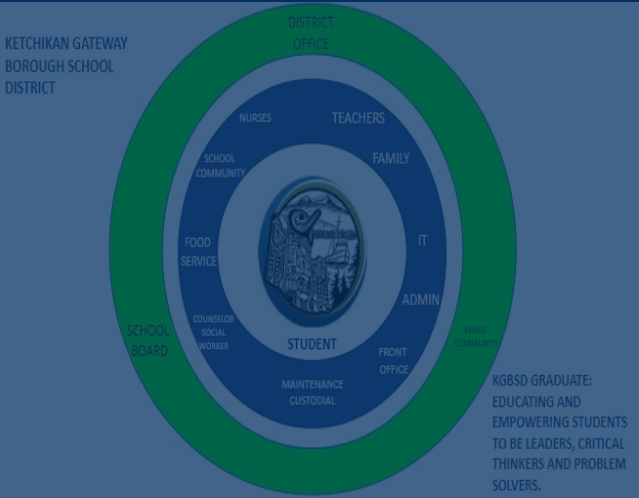 KETCHIKAN GATEWAY
BOROUGH SCHOOL
DISTRICT
DISTRICT
OFFICE
NURSES
TEACHERS
SCHOOL
COMMUNITY
FAMILY
FOOD
SERVICE
IT
ADMIN
COUNSELOR
SOCIAL
WORKER
STUDENT
FRONT
OFFICE
MAINTENANCE
CUSTODIAL
SCHOOL
BOARD
KGBSD
COMMUNITY
KGBSD GRADUATE:
EDUCATING AND
EMPOWERING STUDENTS
TO BE LEADERS, CRITICAL
THINKERS AND PROBLEM
SOLVERS.